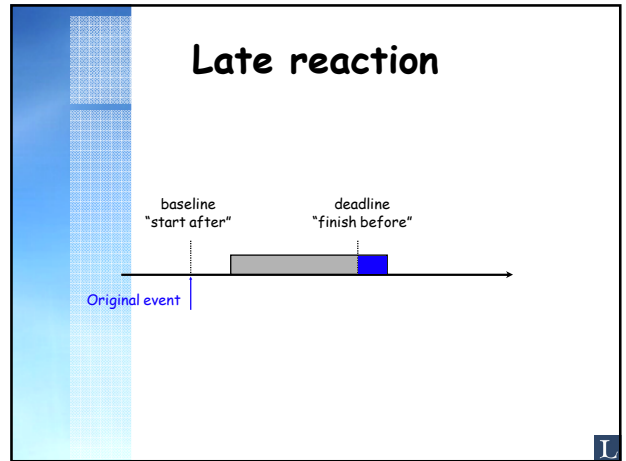 Late reaction
baseline
“start after”
deadline
“finish before”
Original event
L